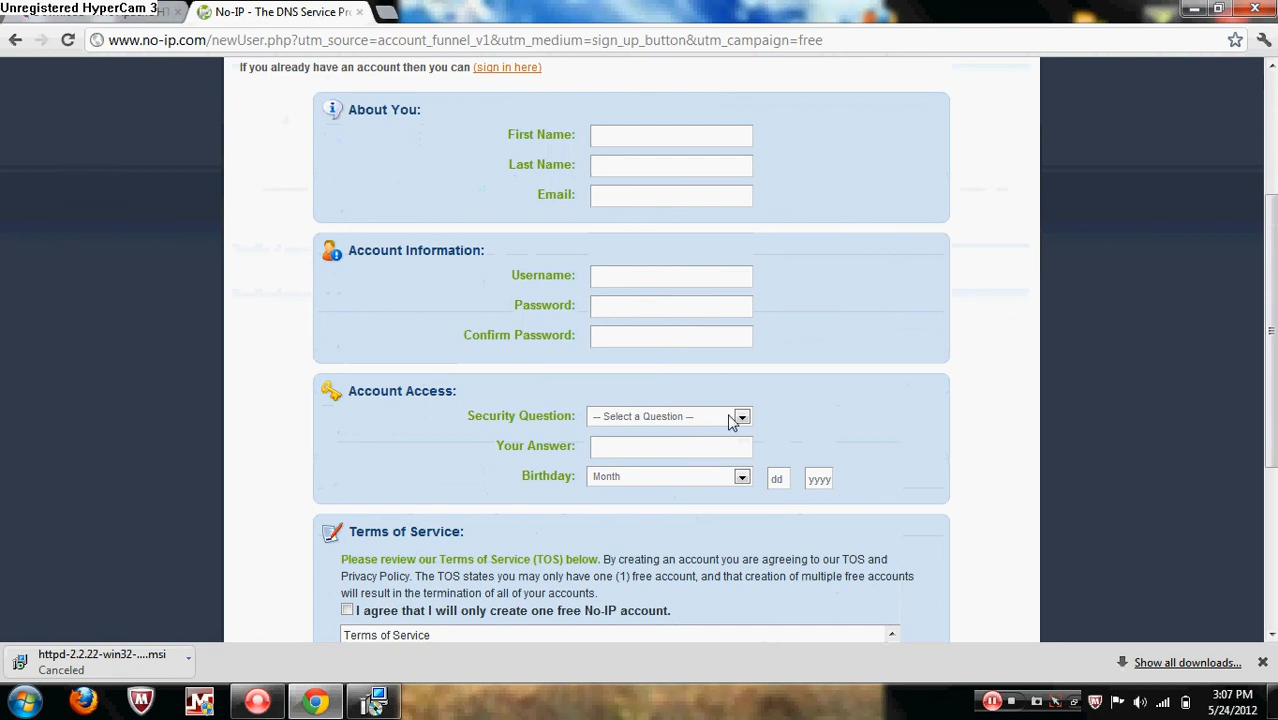 Unregistered HyperCam 3
No-IP - The DNS Service Pr
www.no-ip.com/newUser.php?utm_source=account_funnel_v1&utm_medium=sign_up_button&utm_campaign=free
If you already have an account then you can (sign in here)
About You:
First Name:
Last Name:
Email:
Account Information:
Username:
Password:
Confirm Password:
Account Access:
Security Question: -- Select a Question --
Your Answer:
Birthday: Month dd yyyy
Terms of Service:
Please review our Terms of Service (TOS) below. By creating an account you are agreeing to our TOS and
Privacy Policy. The TOS states you may only have one (1) free account, and that creation of multiple free accounts
will result in the termination of all of your accounts.
I agree that I will only create one free No-IP account.
Terms of Service
httpd-2.2.22-win32-....msi
Canceled
Show all downloads...
3:07 PM
5/24/2012